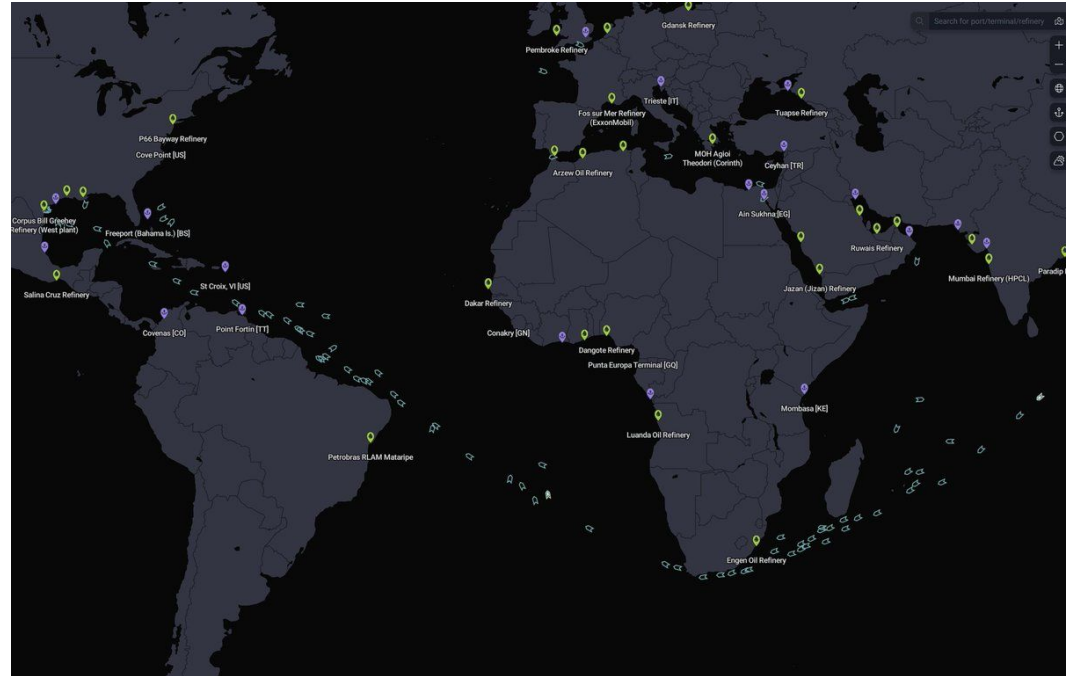 Search for port/terminal/refinery
Gdansk Refinery
Pembroke Refinery
Trieste [IT]
Fos sur Mer Refinery
(ExxonMobil)
Tuapse Refinery
P66 Bayway Refinery
Cove Point [US]
MOH Agioi
Theodori (Corinth)
Ceyhan [TR]
Arzew Oil Refinery
Corpus Bill Greehey
Refinery (West plant)
Freeport (Bahama Is.) [BS]
Ain Sukhna [EG]
Ruwais Refinery
Mumbai Refinery (HPCL)
Paradip
St Croix, VI [US]
Salina Cruz Refinery
Jazan (Jizan) Refinery
Dakar Refinery
Covenas [CO]
Point Fortin [TT]
Conakry [GN]
Dangote Refinery
Punta Europa Terminal [GQ]
Mombasa [KE]
Luanda Oil Refinery
Petrobras RLAM Mataripe
Engen Oil Refinery